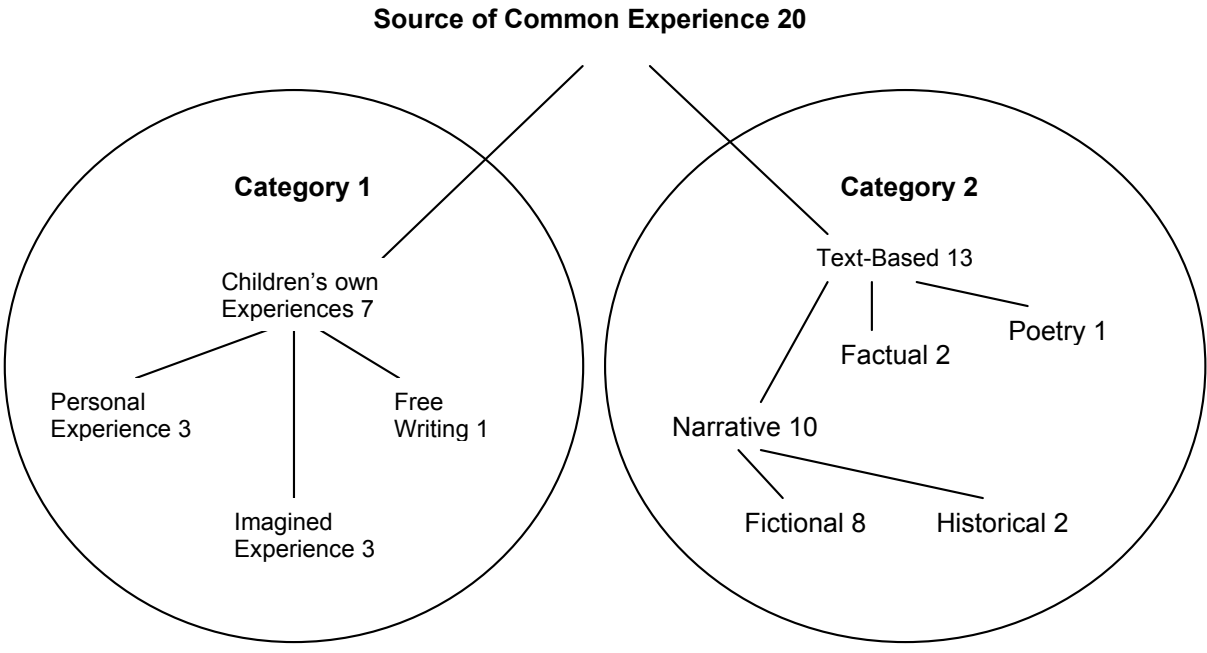 Source of Common Experience 20
Category 1
Children’s own
Experiences 7
Personal
Experience 3
Free
Writing 1
Imagined
Experience 3
Category 2
Text-Based 13
Poetry 1
Factual 2
Narrative 10
Fictional 8
Historical 2